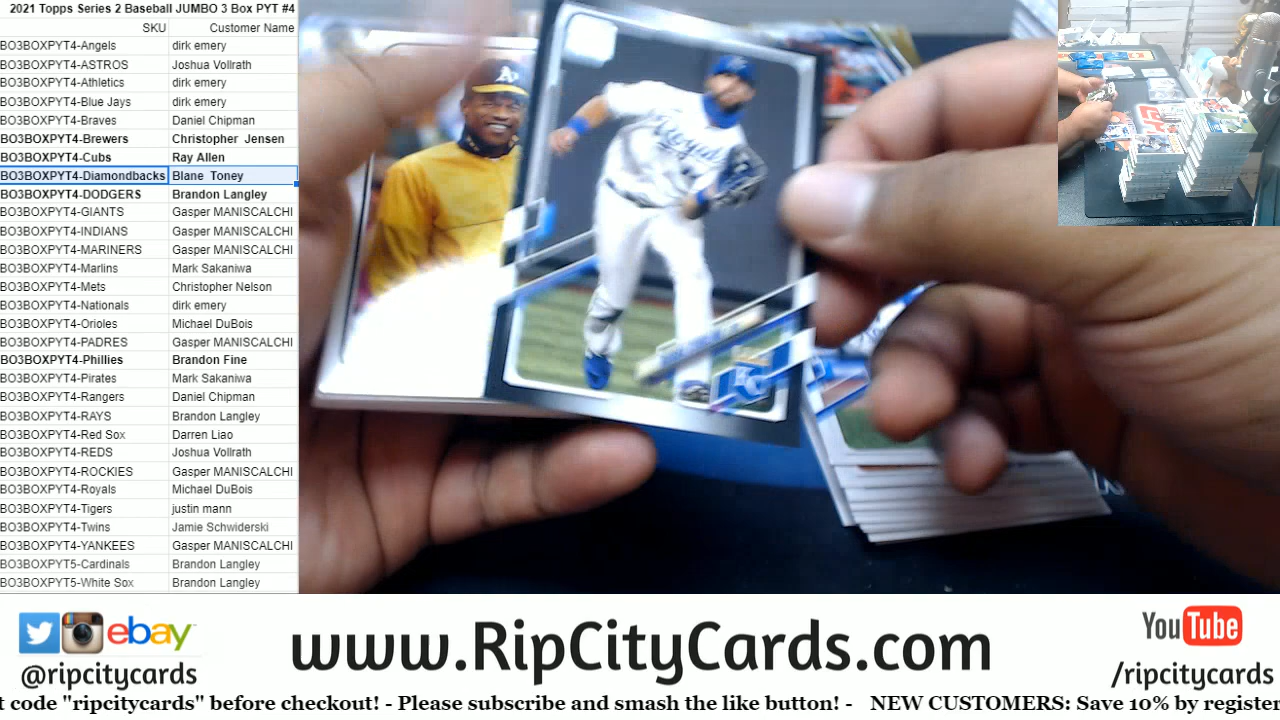 2021 Topps Series 2 Baseball JUMBO 3 Box PYT #4
SKU Customer Name
BO3BOXPYT4-Angels dirk emery
BO3BOXPYT4-ASTROS Joshua Vollrath
BO3BOXPYT4-Athletics dirk emery
BO3BOXPYT4-Blue Jays dirk emery
BO3BOXPYT4-Braves Daniel Chipman
BO3BOXPYT4-Brewers Christopher Jensen
BO3BOXPYT4-Cubs Ray Allen
BO3BOXPYT4-Diamondbacks Blane Toney
BO3BOXPYT4-DODGERS Brandon Langley
BO3BOXPYT4-GIANTS Gasper MANISCALCHI
BO3BOXPYT4-INDIANS Gasper MANISCALCHI
BO3BOXPYT4-MARINERS Gasper MANISCALCHI
BO3BOXPYT4-Marlins Mark Sakaniwa
BO3BOXPYT4-Mets Christopher Nelson
BO3BOXPYT4-Nationals dirk emery
BO3BOXPYT4-Orioles Michael DuBois
BO3BOXPYT4-PADRES Gasper MANISCALCHI
BO3BOXPYT4-Phillies Brandon Fine
BO3BOXPYT4-Pirates Mark Sakaniwa
BO3BOXPYT4-Rangers Daniel Chipman
BO3BOXPYT4-RAYS Brandon Langley
BO3BOXPYT4-Red Sox Darren Liao
BO3BOXPYT4-REDS Joshua Vollrath
BO3BOXPYT4-ROCKIES Gasper MANISCALCHI
BO3BOXPYT4-Royals Michael DuBois
BO3BOXPYT4-Tigers justin mann
BO3BOXPYT4-Twins Jamie Schwiderski
BO3BOXPYT4-YANKEES Gasper MANISCALCHI
BO3BOXPYT5-Cardinals Brandon Langley
BO3BOXPYT5-White Sox Brandon Langley
A's
Royals
KC
ebay
@ripcitycards
www.RipCityCards.com
YouTube
/ripcitycards
t code "ripcitycards" before checkout! - Please subscribe and smash the like button! - NEW CUSTOMERS: Save 10% by register